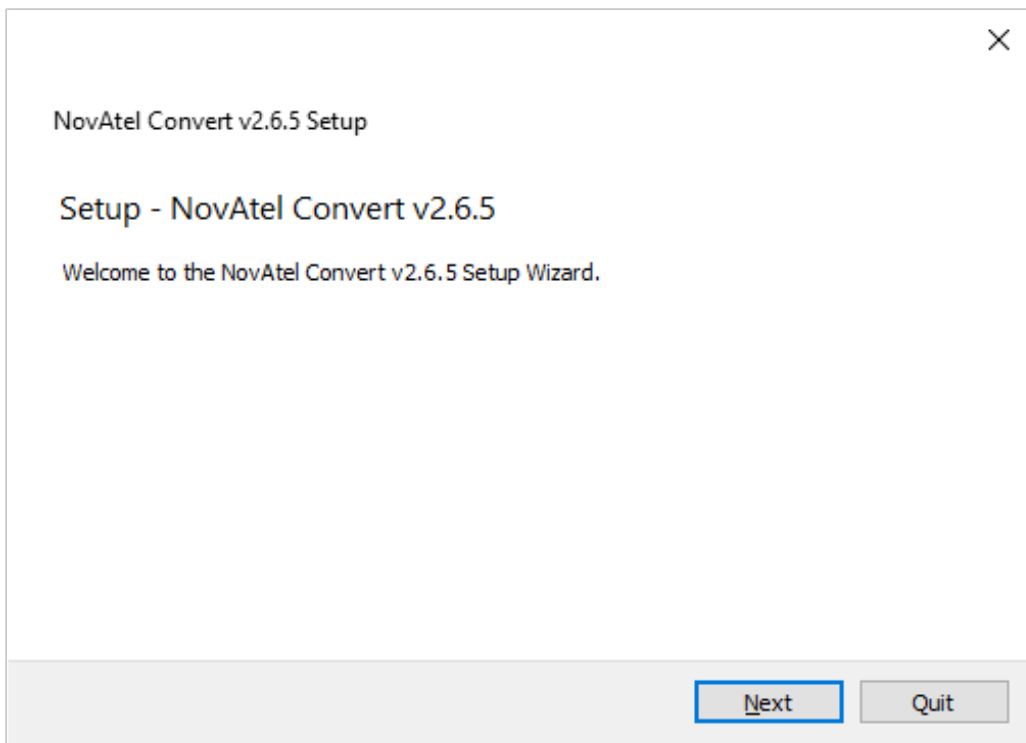 NovAtel Convert v2.6.5 Setup
Setup - NovAtel Convert v2.6.5
Welcome to the NovAtel Convert v2.6.5 Setup Wizard.
Next
Quit